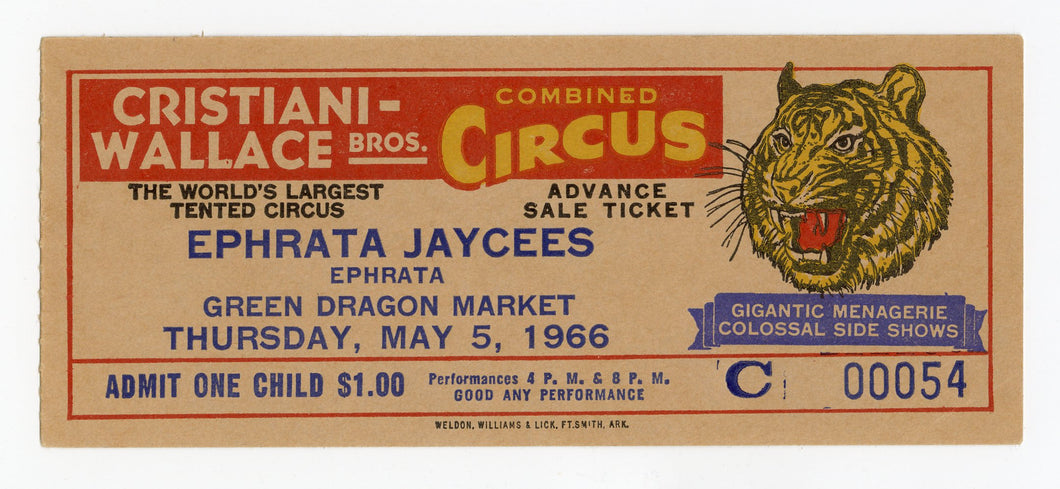 CRISTIANI-
WALLACE BROS.
COMBINED
CIRCUS
THE WORLD'S LARGEST
TENTED CIRCUS
ADVANCE
SALE TICKET
EPHRATA JAYCEES
EPHRATA
GREEN DRAGON MARKET
THURSDAY, MAY 5, 1966
GIGANTIC MENAGERIE
COLOSSAL SIDE SHOWS
ADMIT ONE CHILD $1.00
Performances 4 P. M. & 8 P. M.
GOOD ANY PERFORMANCE
C
00054
WELDON, WILLIAMS & LICK, FT. SMITH, ARK.